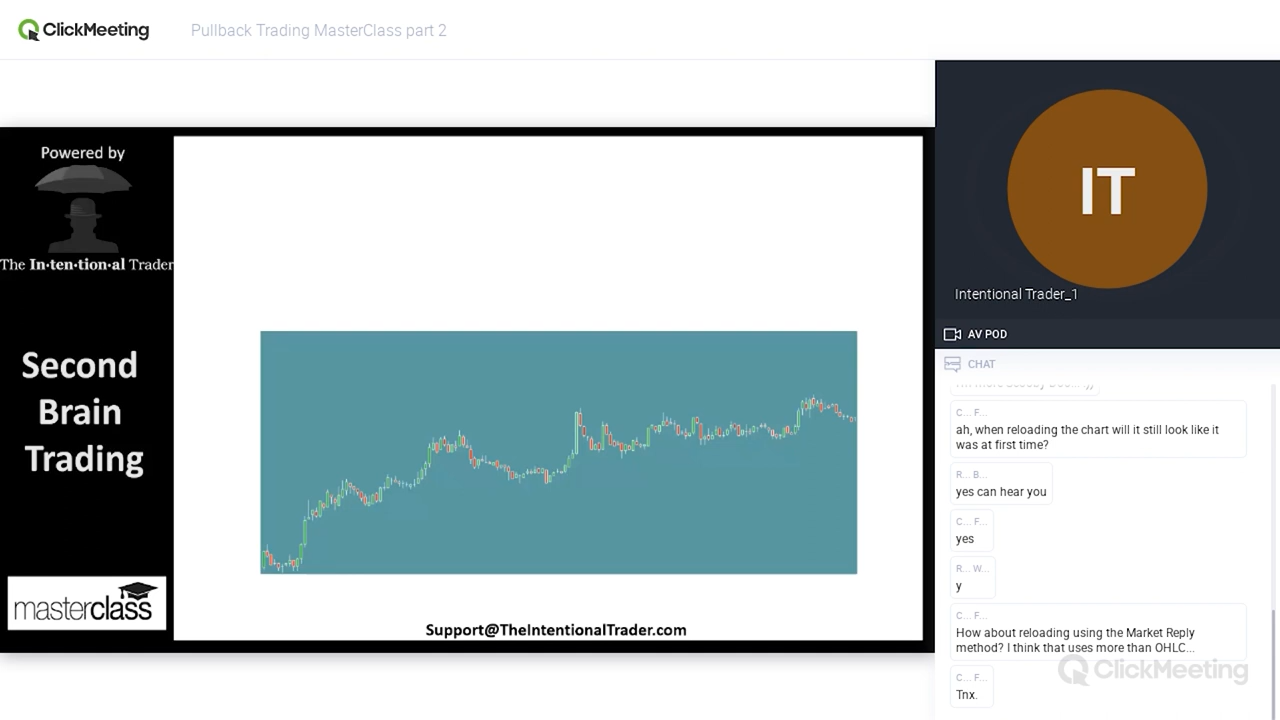 ClickMeeting
Pullback Trading MasterClass part 2
Powered by
The In·ten·tion·al Trader
Second
Brain
Trading
masterclass
Support@TheIntentionalTrader.com
IT
Intentional Trader_1
AV POD
CHAT
C... F...
ah, when reloading the chart will it still look like it
was at first time?
R... B...
yes can hear you
C... F...
yes
R... W...
y
C... F...
How about reloading using the Market Reply
method? I think that uses more than OHLC...
C... F...
Tnx.
ClickMeeting